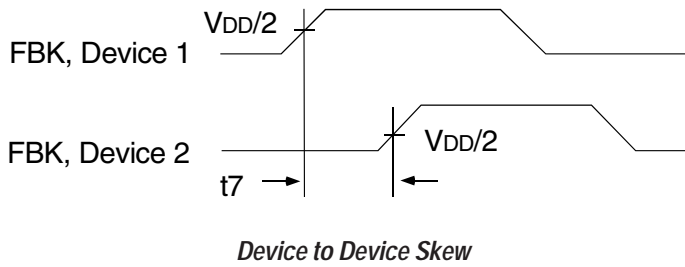 VDD/2
FBK, Device 1
FBK, Device 2
VDD/2
t7
Device to Device Skew